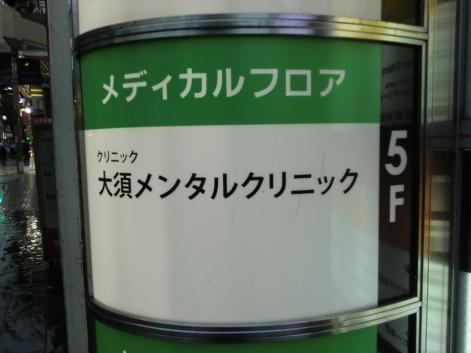 メディカルフロア
クリニック
大須メンタルクリニック
5F